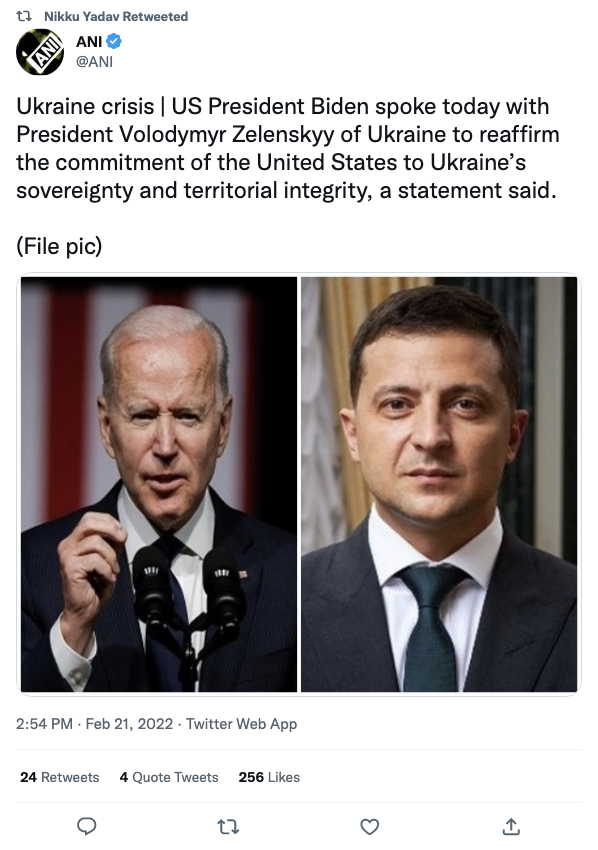 Nikku Yadav Retweeted
ANI
ANI
@ANI
Ukraine crisis | US President Biden spoke today with
President Volodymyr Zelenskyy of Ukraine to reaffirm
the commitment of the United States to Ukraine’s
sovereignty and territorial integrity, a statement said.
(File pic)
2:54 PM · Feb 21, 2022 · Twitter Web App
24 Retweets 4 Quote Tweets 256 Likes